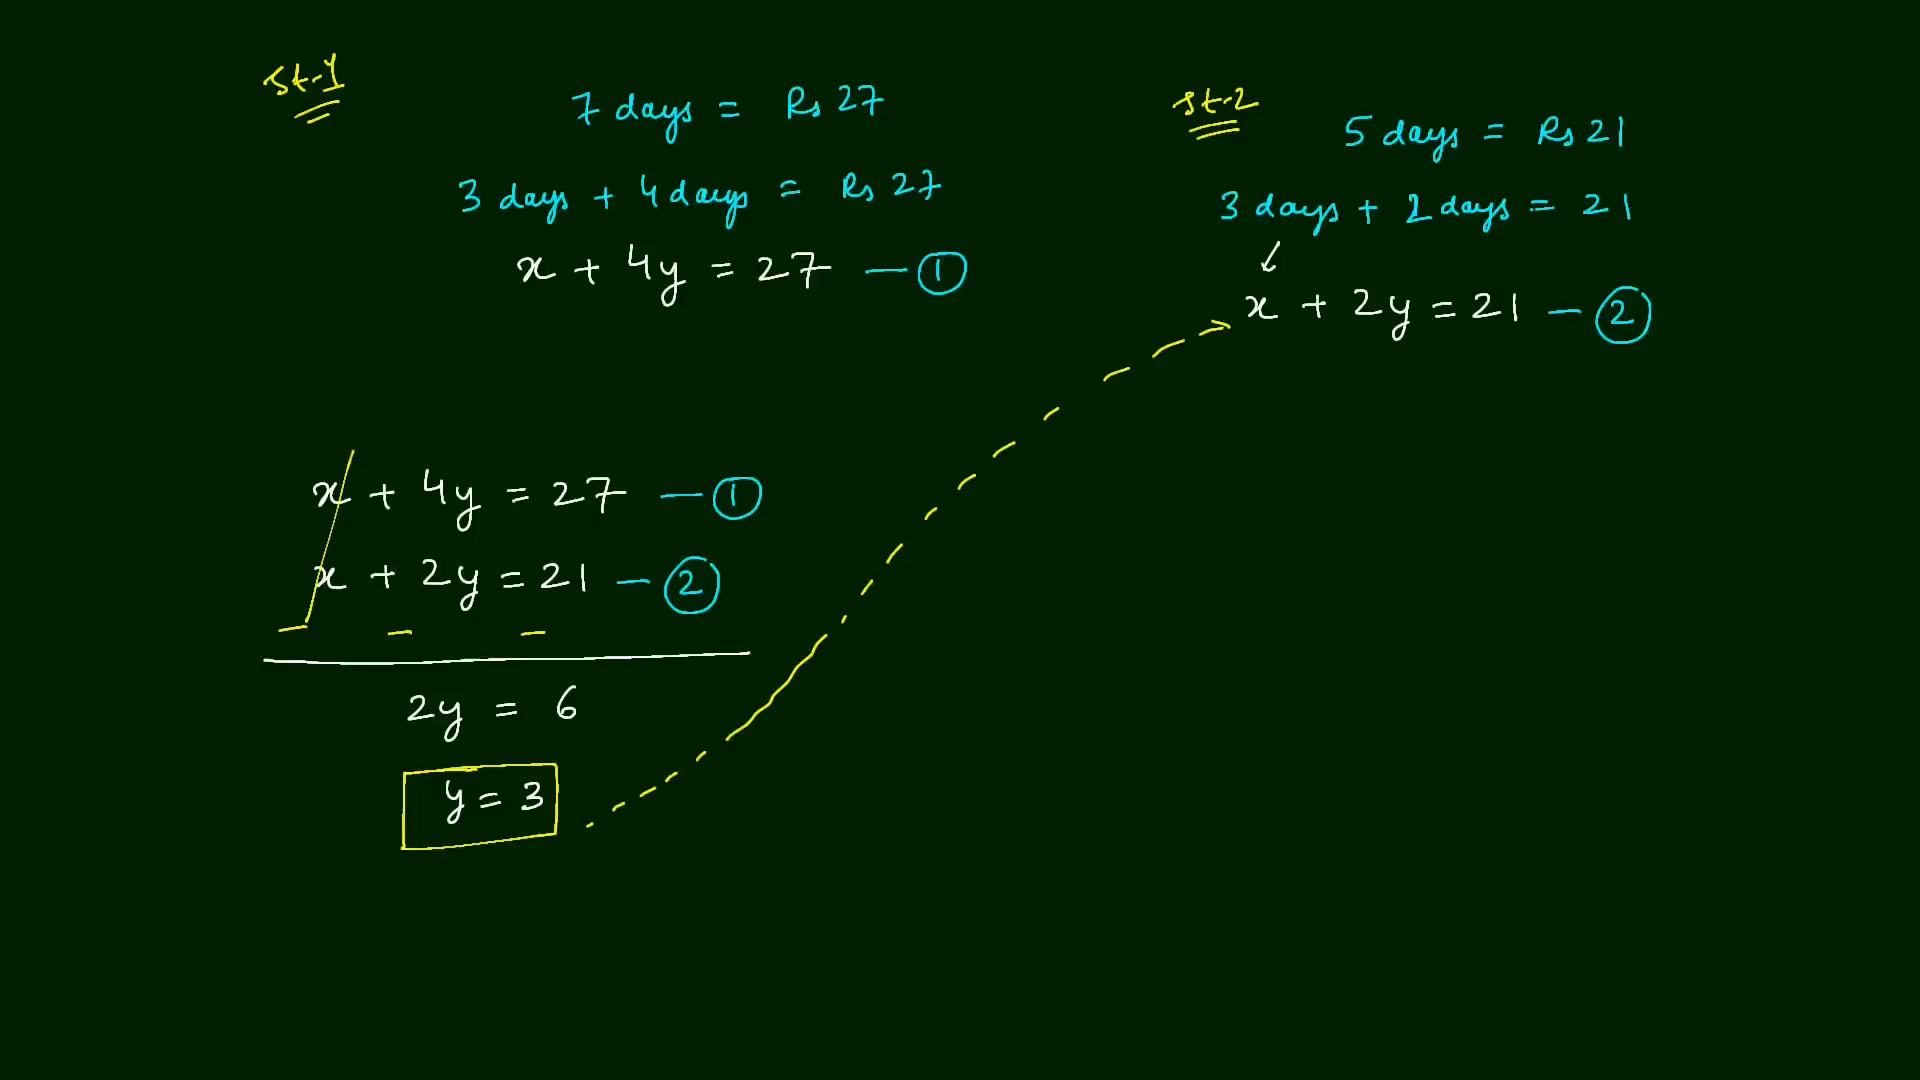 St-1
7 days = Rs 27
3 days + 4 days = Rs 27
x + 4y = 27 — ①
St-2
5 days = Rs 21
3 days + 2 days = 21
x + 2y = 21 — ②
x + 4y = 27 — ①
x + 2y = 21 — ②
— — —
2y = 6
y = 3